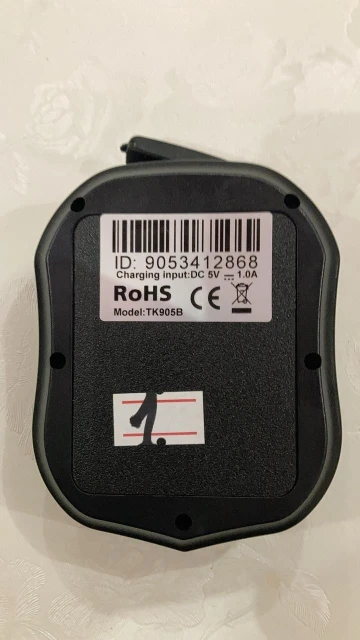 ID: 9053412868
Charging input:DC 5V ⎓ 1.0A
RoHS CE
Model:TK905B
1.